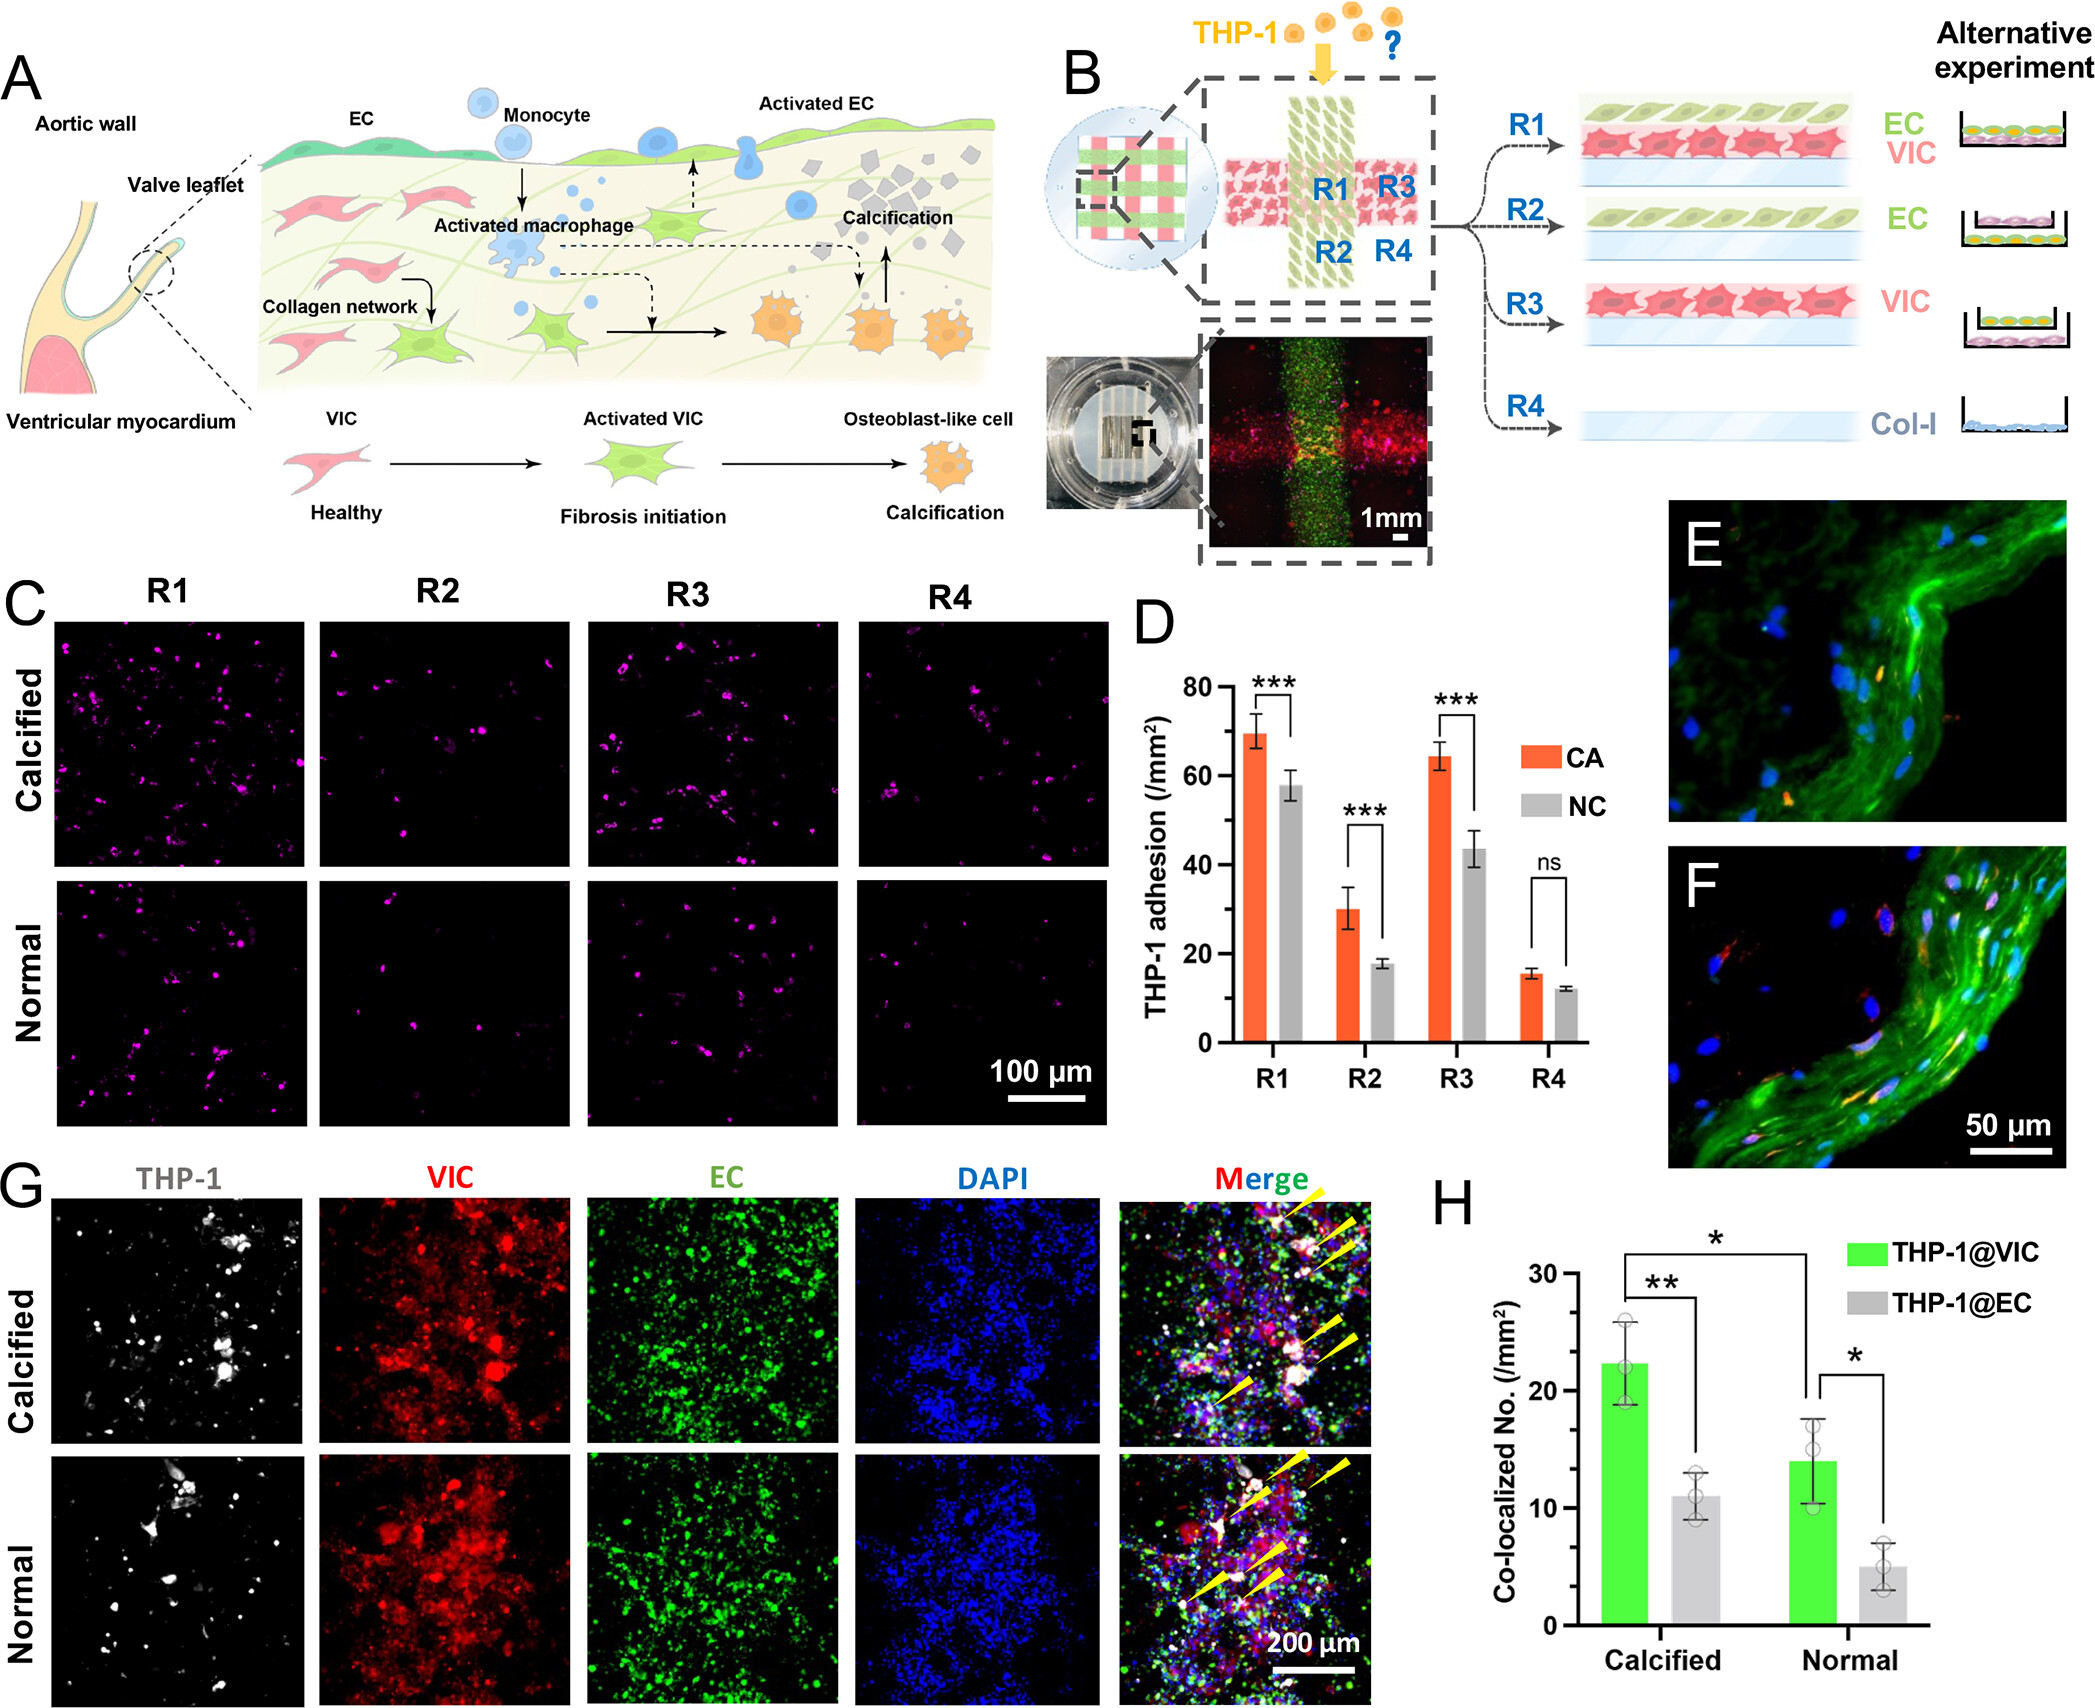 A
Aortic wall
Valve leaflet
Ventricular myocardium
EC
Monocyte
Activated EC
Activated macrophage
Calcification
Collagen network
VIC
Activated VIC
Osteoblast-like cell
Healthy
Fibrosis initiation
Calcification
B
THP-1
?
R1
R3
R2
R4
1mm
R1
R2
R3
R4
Alternative
experiment
EC
VIC
EC
VIC
Col-I
C
R1
R2
R3
R4
Calcified
Normal
100 μm
D
THP-1 adhesion (/mm²)
80
60
40
20
0
***
***
***
ns
CA
NC
R1
R2
R3
R4
E
F
50 μm
G
THP-1
VIC
EC
DAPI
Merge
Calcified
Normal
200 μm
H
Co-localized No. (/mm²)
30
20
10
0
*
**
*
THP-1@VIC
THP-1@EC
Calcified
Normal